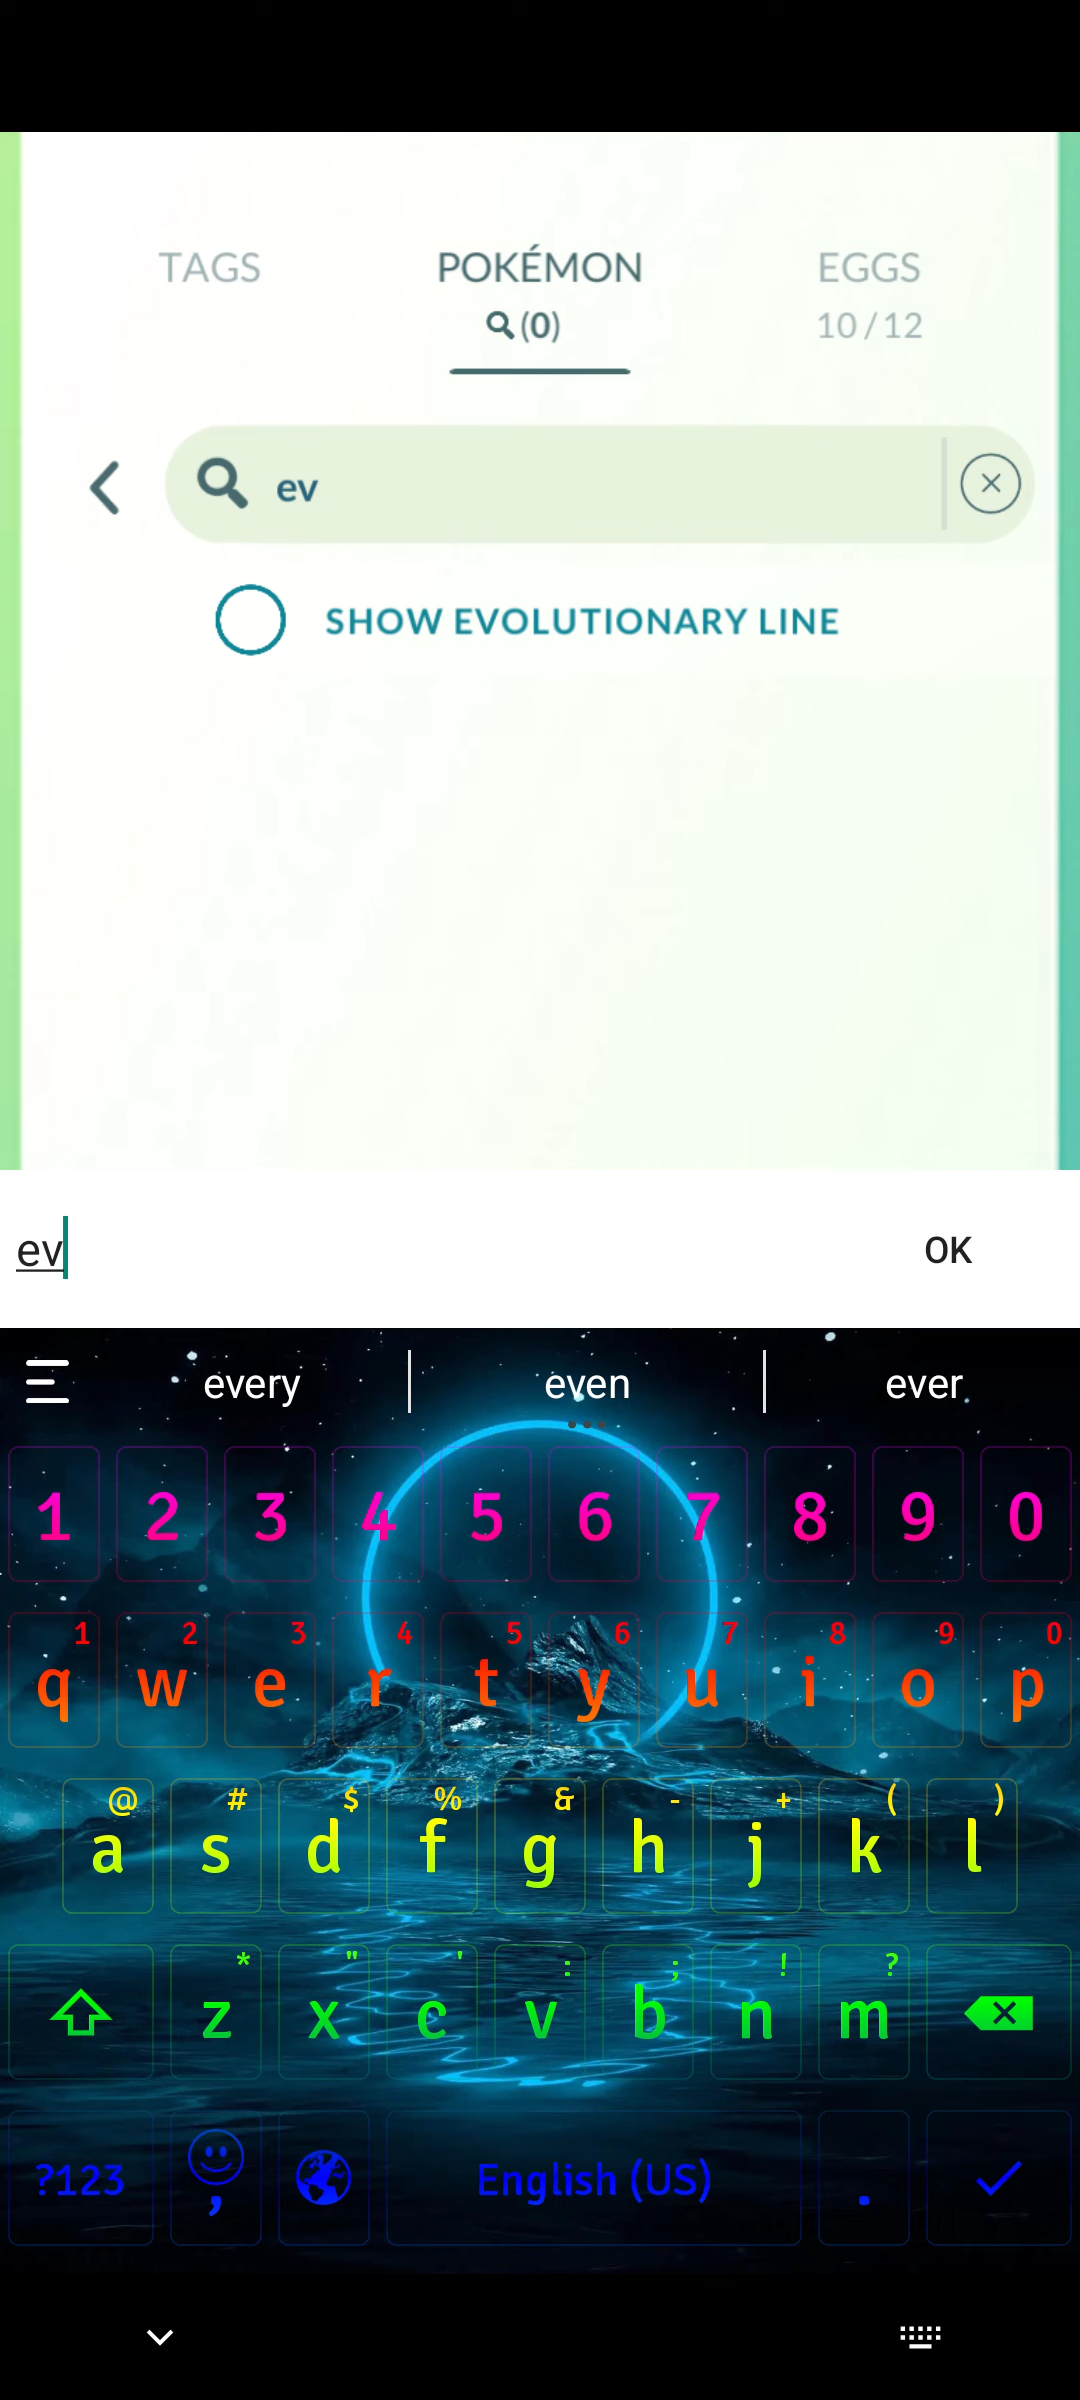 TAGS
POKÉMON
(0)
EGGS
10 / 12
ev
SHOW EVOLUTIONARY LINE
ev
OK
every
even
ever
1 2 3 4 5 6 7 8 9 0
1 2 3 4 5 6 7 8 9 0
q w e r t y u i o p
@ # $ % & - + ( )
a s d f g h j k l
* " ' : ; ! ?
z x c v b n m
?123 , English (US) .